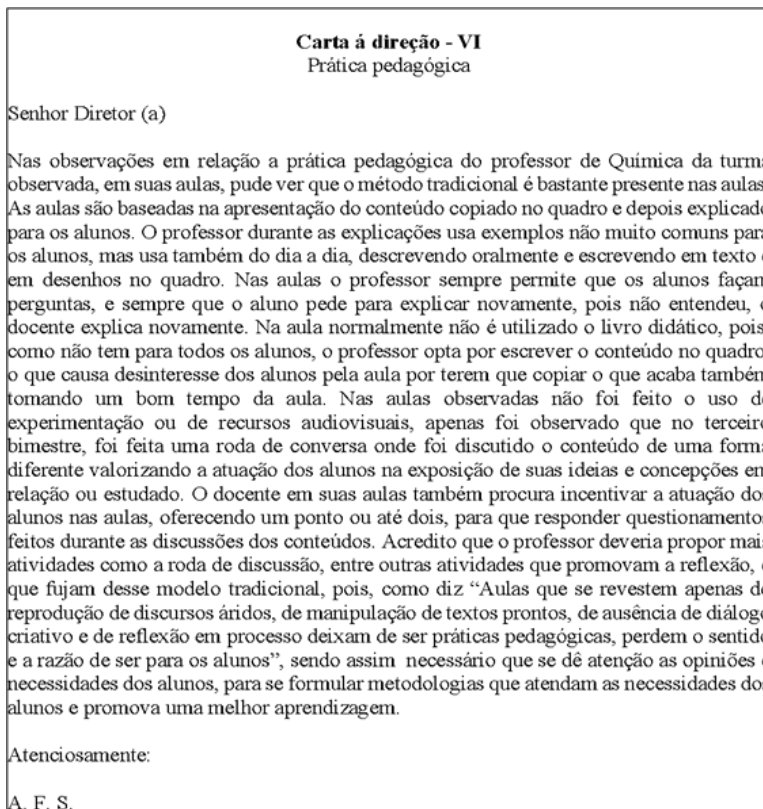 Carta á direção - VI
Prática pedagógica
Senhor Diretor (a)
Nas observações em relação a prática pedagógica do professor de Química da turma
observada, em suas aulas, pude ver que o método tradicional é bastante presente nas aulas
As aulas são baseadas na apresentação do conteúdo copiado no quadro e depois explicado
para os alunos. O professor durante as explicações usa exemplos não muito comuns para
os alunos, mas usa também do dia a dia, descrevendo oralmente e escrevendo em texto e
em desenhos no quadro. Nas aulas o professor sempre permite que os alunos façam
perguntas, e sempre que o aluno pede para explicar novamente, pois não entendeu, o
docente explica novamente. Na aula normalmente não é utilizado o livro didático, pois
como não tem para todos os alunos, o professor opta por escrever o conteúdo no quadro
o que causa desinteresse dos alunos pela aula por terem que copiar o que acaba também
tomando um bom tempo da aula. Nas aulas observadas não foi feito o uso de
experimentação ou de recursos audiovisuais, apenas foi observado que no terceiro
bimestre, foi feita uma roda de conversa onde foi discutido o conteúdo de uma forma
diferente valorizando a atuação dos alunos na exposição de suas ideias e concepções em
relação ou estudado. O docente em suas aulas também procura incentivar a atuação dos
alunos nas aulas, oferecendo um ponto ou até dois, para que responder questionamentos
feitos durante as discussões dos conteúdos. Acredito que o professor deveria propor mais
atividades como a roda de discussão, entre outras atividades que promovam a reflexão, e
que fujam desse modelo tradicional, pois, como diz “Aulas que se revestem apenas de
reprodução de discursos áridos, de manipulação de textos prontos, de ausência de diálogo
criativo e de reflexão em processo deixam de ser práticas pedagógicas, perdem o sentido
e a razão de ser para os alunos”, sendo assim necessário que se dê atenção as opiniões e
necessidades dos alunos, para se formular metodologias que atendam as necessidades dos
alunos e promova uma melhor aprendizagem.
Atenciosamente:
A. F. S.